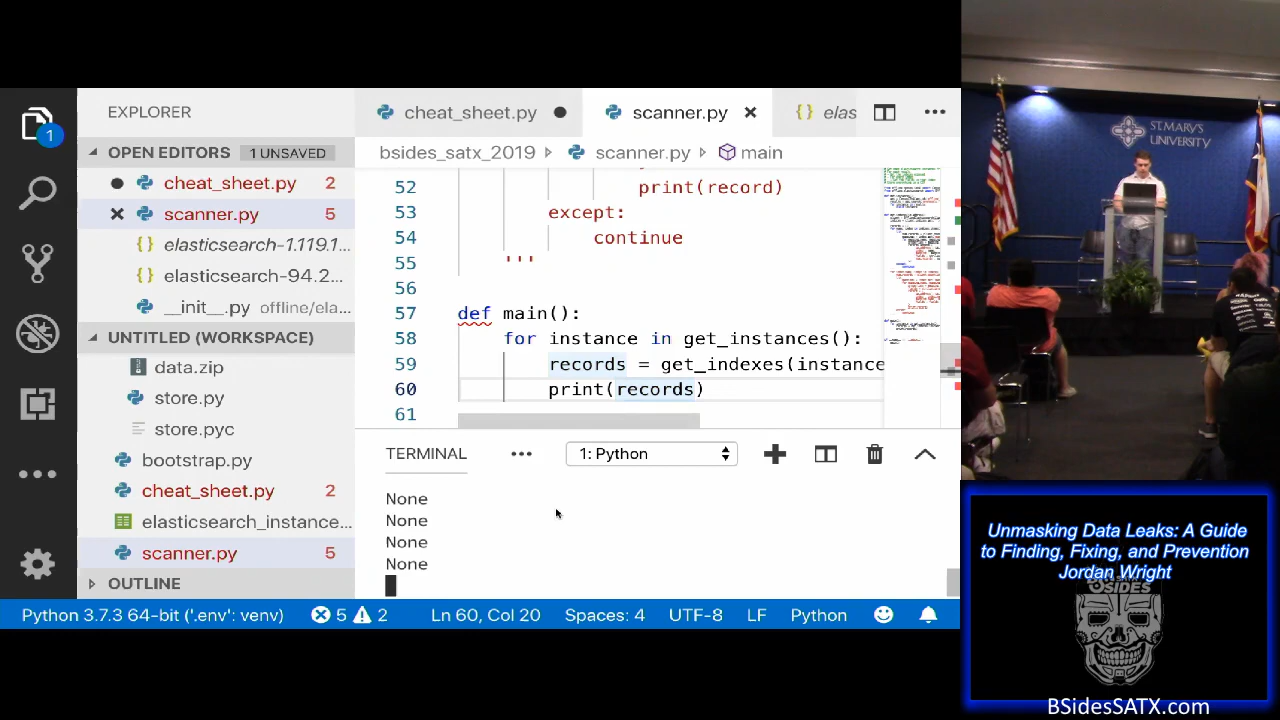 EXPLORER
OPEN EDITORS 1 UNSAVED
cheat_sheet.py 2
scanner.py 5
elasticsearch-1.119.1...
elasticsearch-94.2...
__init__.py offline/ela...
UNTITLED (WORKSPACE)
data.zip
store.py
store.pyc
bootstrap.py
cheat_sheet.py 2
elasticsearch_instance...
scanner.py 5
OUTLINE
1
cheat_sheet.py
scanner.py
{ } elas
bsides_satx_2019 scanner.py main
52 print(record)
53 except:
54 continue
55 '''
56
57 def main():
58 for instance in get_instances():
59 records = get_indexes(instance
60 print(records)
61
TERMINAL ... 1: Python
None
None
None
None
Python 3.7.3 64-bit ('.env': venv) 5 2 Ln 60, Col 20 Spaces: 4 UTF-8 LF Python
ST. MARY'S
UNIVERSITY
Unmasking Data Leaks: A Guide
to Finding, Fixing, and Prevention
Jordan Wright
BSIDES
BSidesSATX.com